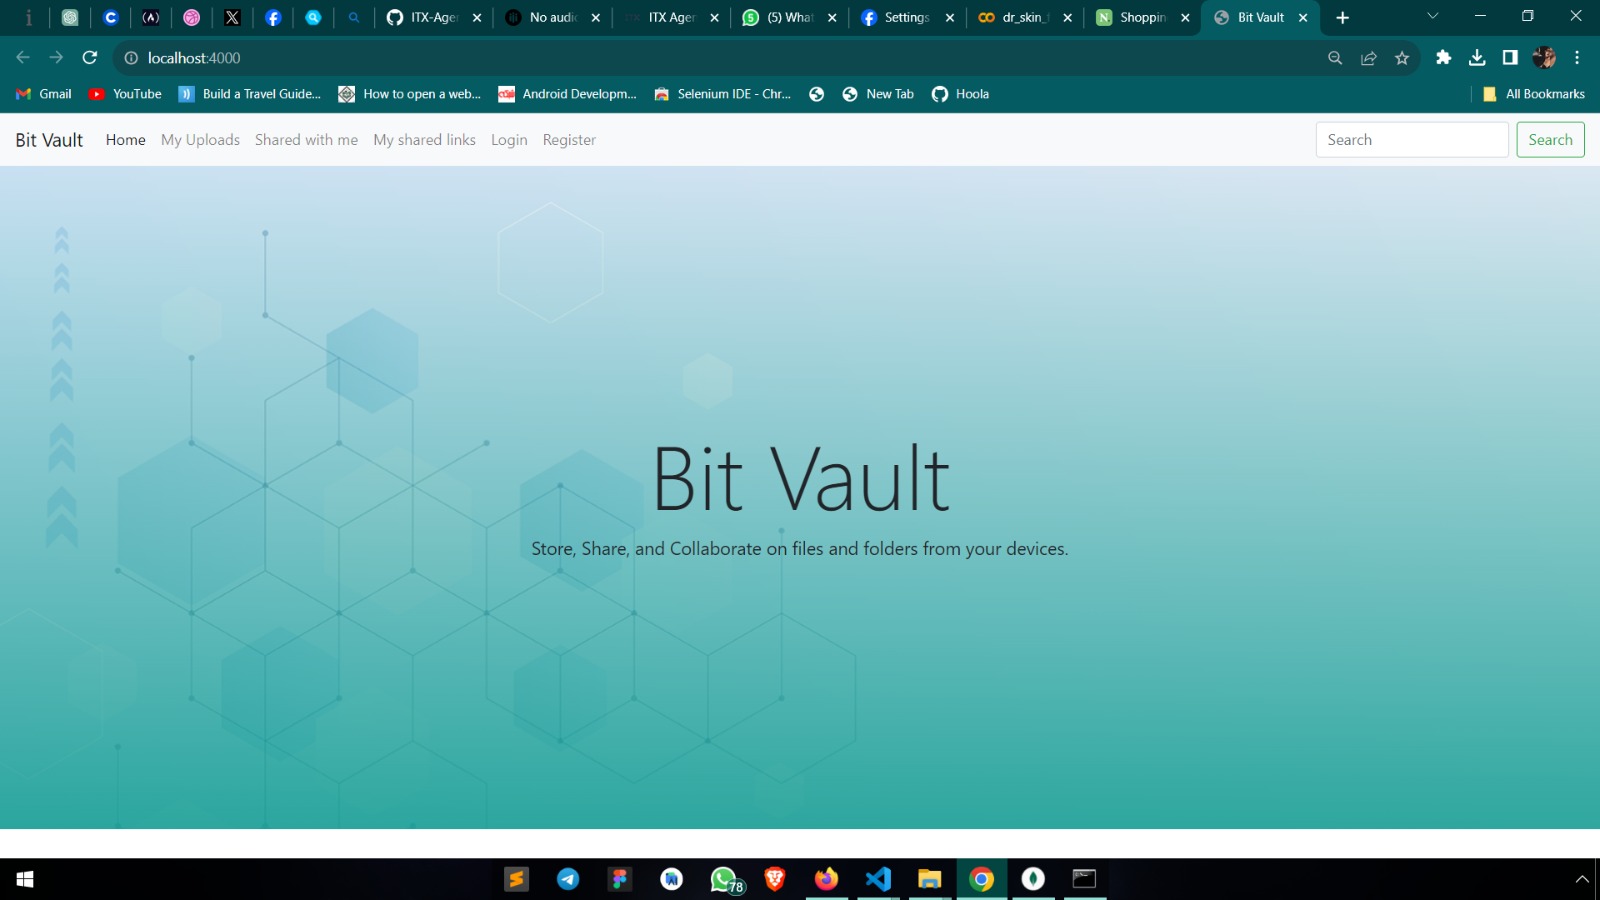 ITX-Ager
No audio
ITX Ager
(5) What
Settings
dr_skin_
Shoppin
Bit Vault
localhost:4000
Gmail
YouTube
Build a Travel Guide...
How to open a web...
Android Developm...
Selenium IDE - Chr...
New Tab
Hoola
All Bookmarks
Bit Vault
Home
My Uploads
Shared with me
My shared links
Login
Register
Search
Search
Bit Vault
Store, Share, and Collaborate on files and folders from your devices.
78